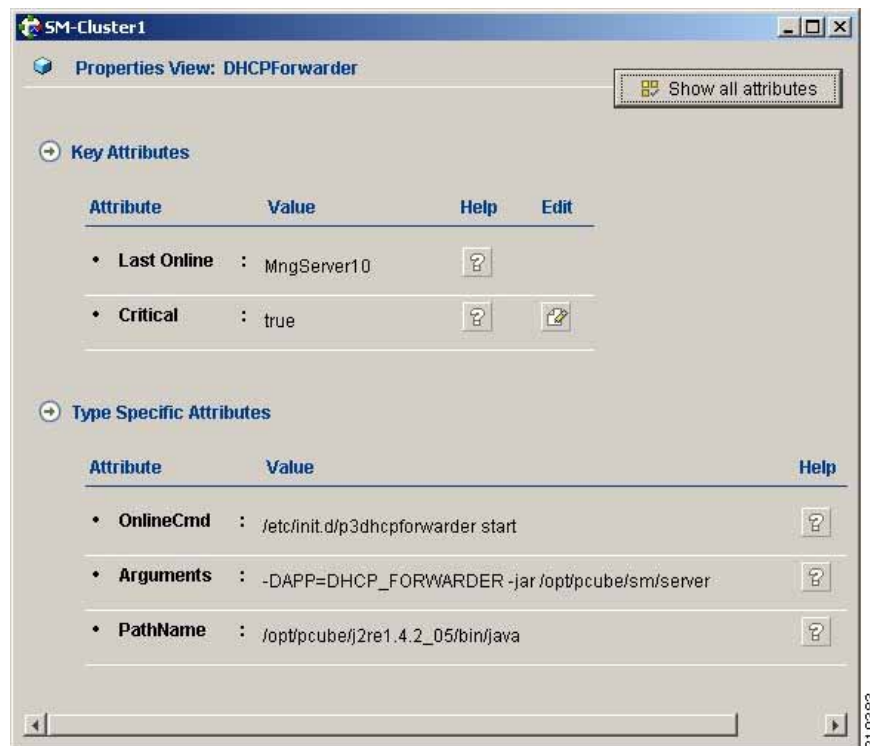 SM-Cluster1
Properties View: DHCPForwarder
Show all attributes
Key Attributes
Attribute Value Help Edit
• Last Online : MngServer10 ?
• Critical : true ?
Type Specific Attributes
Attribute Value Help
• OnlineCmd : /etc/init.d/p3dhcpforwarder start ?
• Arguments : -DAPP=DHCP_FORWARDER -jar /opt/pcube/sm/server ?
• PathName : /opt/pcube/j2re1.4.2_05/bin/java ?